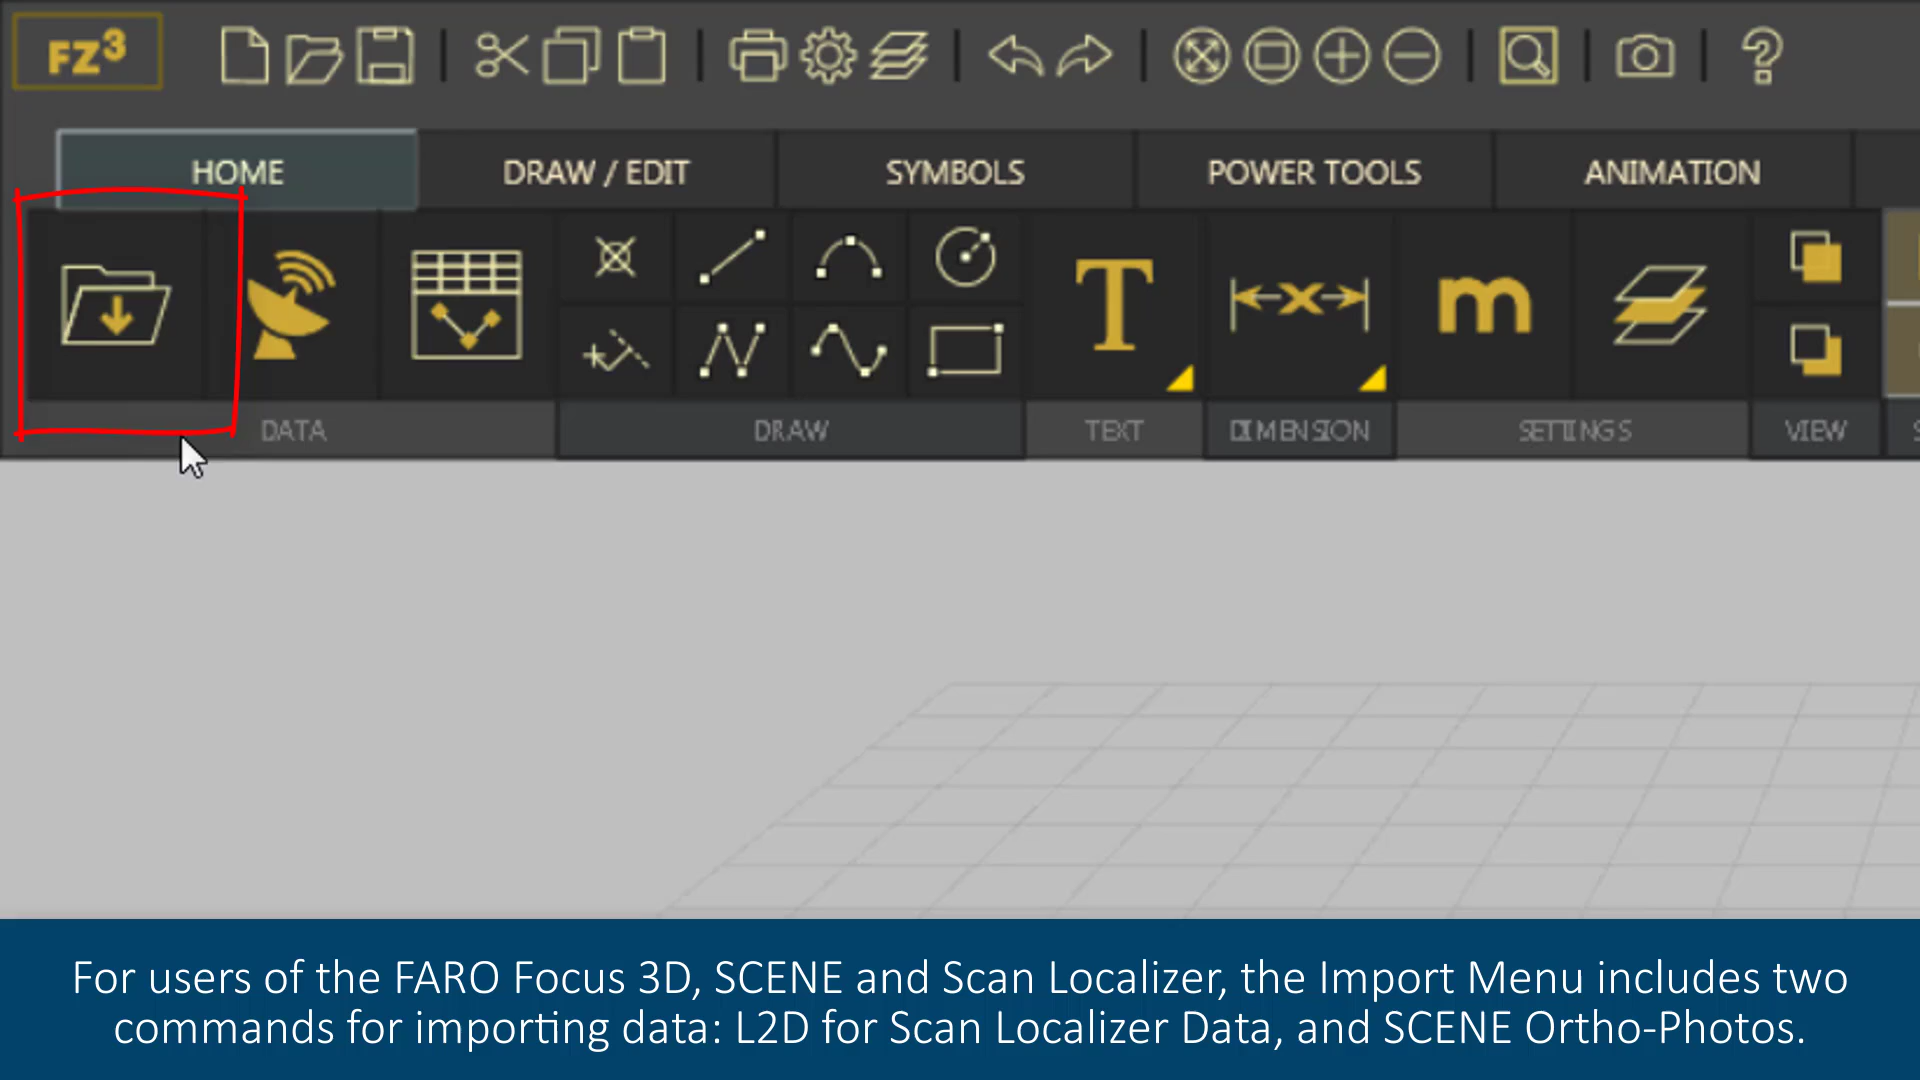 FZ3
HOME
DRAW / EDIT
SYMBOLS
POWER TOOLS
ANIMATION
T
x
m
DATA
DRAW
TEXT
DIMENSION
SETTINGS
VIEW
For users of the FARO Focus 3D, SCENE and Scan Localizer, the Import Menu includes two
commands for importing data: L2D for Scan Localizer Data, and SCENE Ortho-Photos.